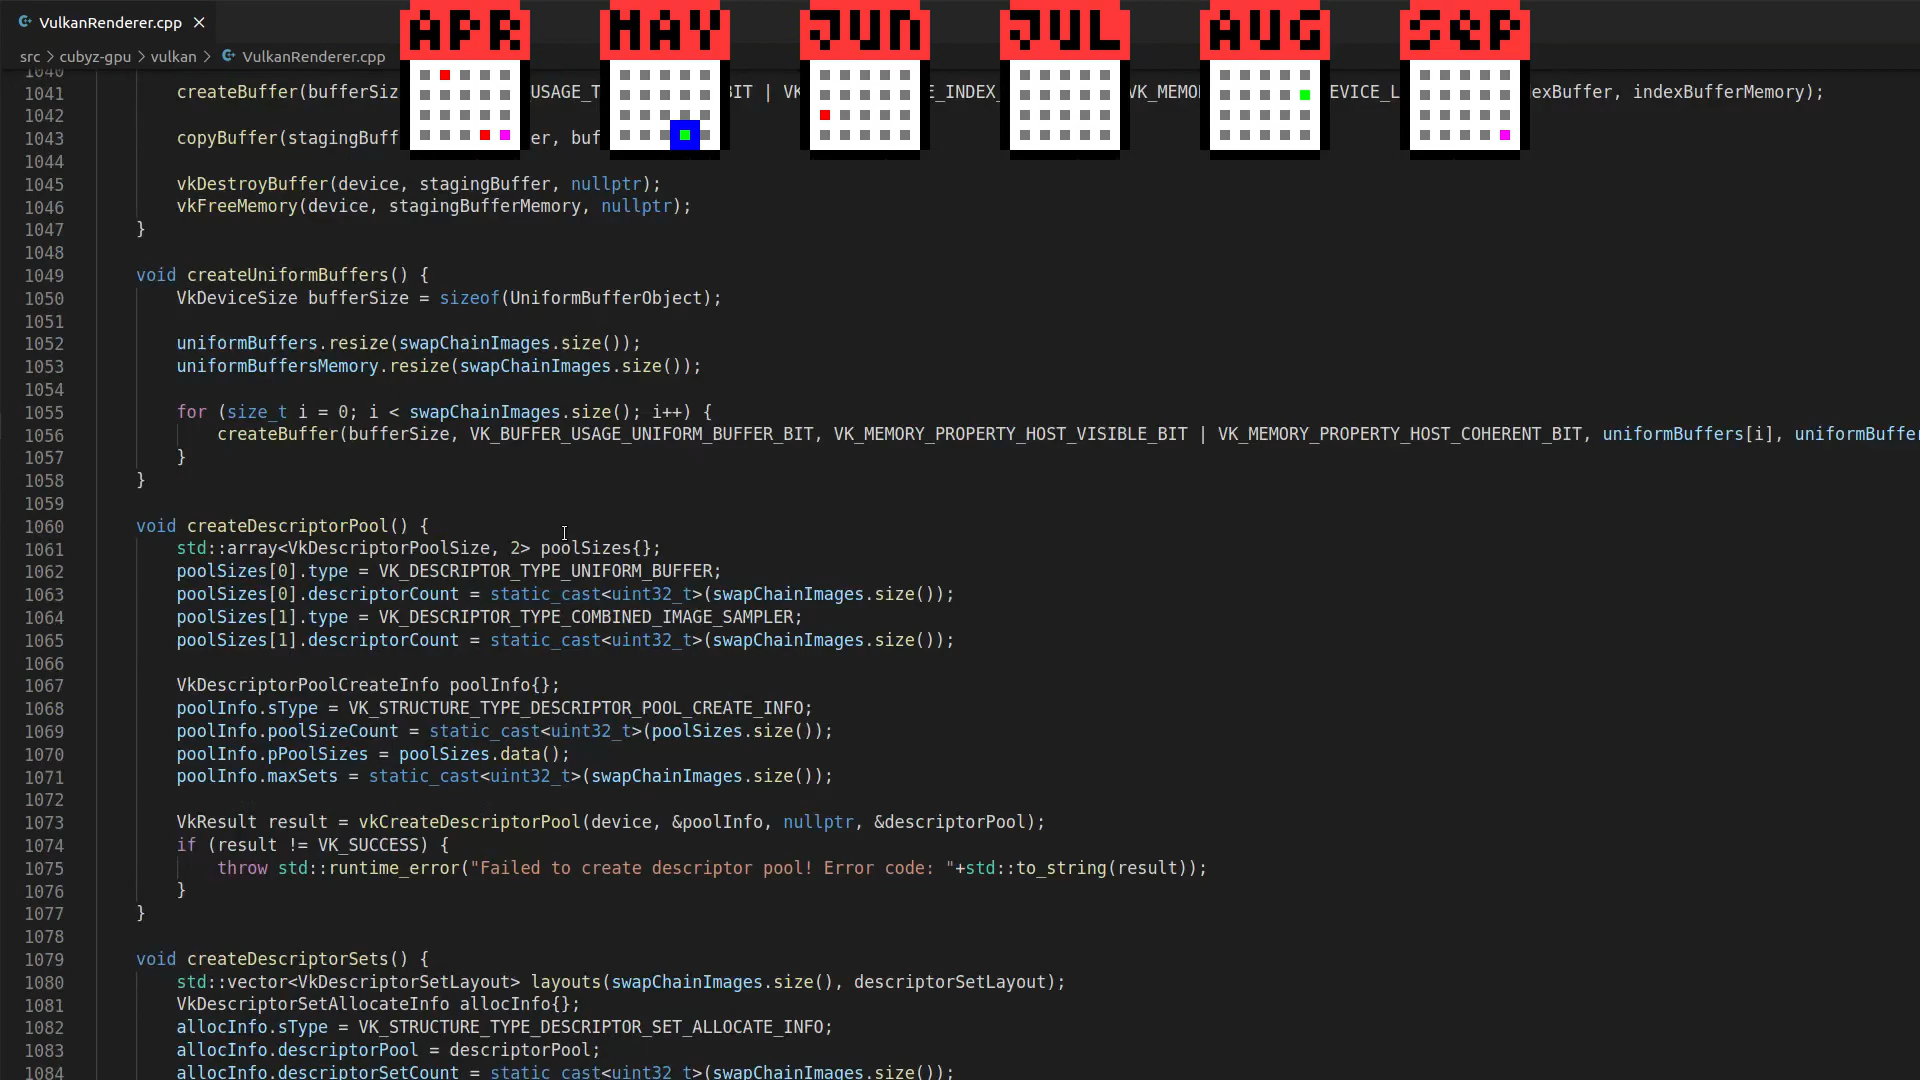 VulkanRenderer.cpp
src > cubyz-gpu > vulkan > VulkanRenderer.cpp
APR MAY JUN JUL AUG SEP
1040
1041 createBuffer(bufferSiz USAGE_T BIT | VK E_INDEX_ VK_MEMO EVICE_L exBuffer, indexBufferMemory);
1042
1043 copyBuffer(stagingBuff er, buf
1044
1045 vkDestroyBuffer(device, stagingBuffer, nullptr);
1046 vkFreeMemory(device, stagingBufferMemory, nullptr);
1047 }
1048
1049 void createUniformBuffers() {
1050 VkDeviceSize bufferSize = sizeof(UniformBufferObject);
1051
1052 uniformBuffers.resize(swapChainImages.size());
1053 uniformBuffersMemory.resize(swapChainImages.size());
1054
1055 for (size_t i = 0; i < swapChainImages.size(); i++) {
1056 createBuffer(bufferSize, VK_BUFFER_USAGE_UNIFORM_BUFFER_BIT, VK_MEMORY_PROPERTY_HOST_VISIBLE_BIT | VK_MEMORY_PROPERTY_HOST_COHERENT_BIT, uniformBuffers[i], uniformBuffe
1057 }
1058 }
1059
1060 void createDescriptorPool() {
1061 std::array<VkDescriptorPoolSize, 2> poolSizes{};
1062 poolSizes[0].type = VK_DESCRIPTOR_TYPE_UNIFORM_BUFFER;
1063 poolSizes[0].descriptorCount = static_cast<uint32_t>(swapChainImages.size());
1064 poolSizes[1].type = VK_DESCRIPTOR_TYPE_COMBINED_IMAGE_SAMPLER;
1065 poolSizes[1].descriptorCount = static_cast<uint32_t>(swapChainImages.size());
1066
1067 VkDescriptorPoolCreateInfo poolInfo{};
1068 poolInfo.sType = VK_STRUCTURE_TYPE_DESCRIPTOR_POOL_CREATE_INFO;
1069 poolInfo.poolSizeCount = static_cast<uint32_t>(poolSizes.size());
1070 poolInfo.pPoolSizes = poolSizes.data();
1071 poolInfo.maxSets = static_cast<uint32_t>(swapChainImages.size());
1072
1073 VkResult result = vkCreateDescriptorPool(device, &poolInfo, nullptr, &descriptorPool);
1074 if (result != VK_SUCCESS) {
1075 throw std::runtime_error("Failed to create descriptor pool! Error code: "+std::to_string(result));
1076 }
1077 }
1078
1079 void createDescriptorSets() {
1080 std::vector<VkDescriptorSetLayout> layouts(swapChainImages.size(), descriptorSetLayout);
1081 VkDescriptorSetAllocateInfo allocInfo{};
1082 allocInfo.sType = VK_STRUCTURE_TYPE_DESCRIPTOR_SET_ALLOCATE_INFO;
1083 allocInfo.descriptorPool = descriptorPool;
1084 allocInfo.descriptorSetCount = static_cast<uint32_t>(swapChainImages.size());